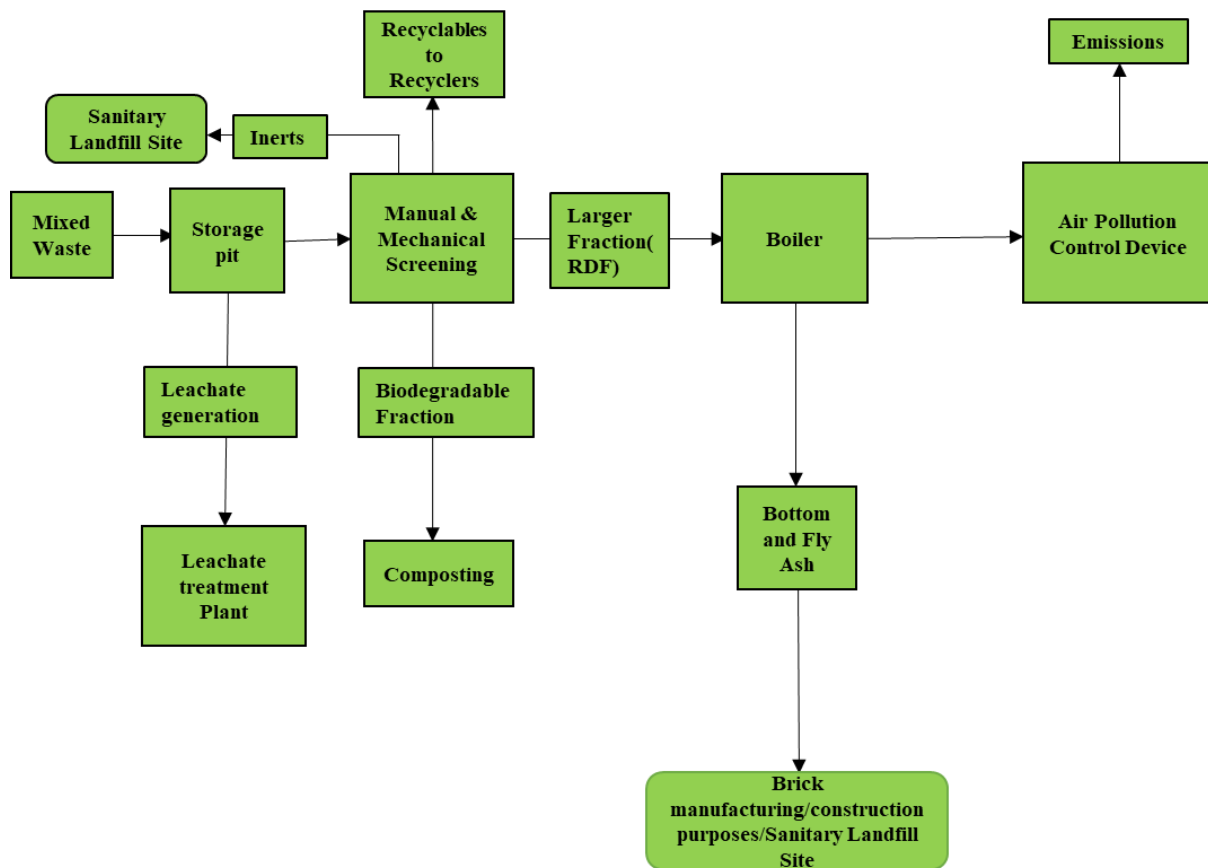 Recyclables
to
Recyclers
Emissions
Sanitary
Landfill Site
Inerts
Mixed
Waste
Storage
pit
Manual &
Mechanical
Screening
Larger
Fraction(
RDF)
Boiler
Air Pollution
Control Device
Leachate
generation
Biodegradable
Fraction
Leachate
treatment
Plant
Composting
Bottom
and Fly
Ash
Brick
manufacturing/construction
purposes/Sanitary Landfill
Site